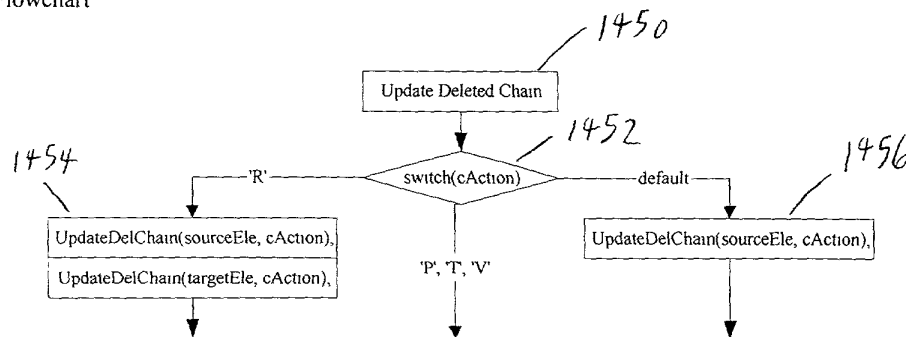 lowchart
1450
Update Deleted Chain
1452
1454
1456
'R'
switch(cAction)
default
UpdateDelChain(sourceEle, cAction),
UpdateDelChain(targetEle, cAction),
'P', 'T', 'V'
UpdateDelChain(sourceEle, cAction),